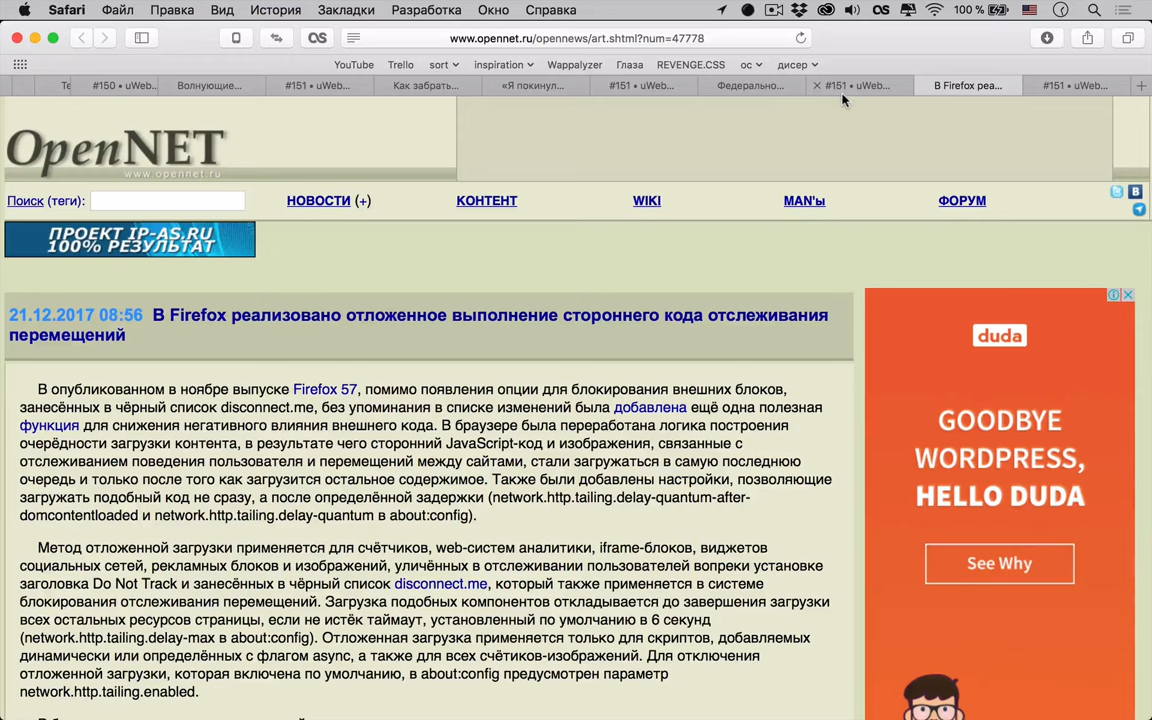 Safari Файл Правка Вид История Закладки Разработка Окно Справка 100 %
www.opennet.ru/opennews/art.shtml?num=47778
YouTube Trello sort inspiration Wappalyzer Глаза REVENGE.CSS ос дисер
Те #150 • uWeb... Волнующие... #151 • uWeb... Как забрать... «Я покинул... #151 • uWeb... Федерально... #151 • uWeb... В Firefox реа... #151 • uWeb...
OpenNET
www.opennet.ru
Поиск (теги): НОВОСТИ (+) КОНТЕНТ WIKI MAN'ы ФОРУМ
ПРОЕКТ IP-AS.RU
100% РЕЗУЛЬТАТ
21.12.2017 08:56 В Firefox реализовано отложенное выполнение стороннего кода отслеживания
перемещений
В опубликованном в ноябре выпуске Firefox 57, помимо появления опции для блокирования внешних блоков,
занесённых в чёрный список disconnect.me, без упоминания в списке изменений была добавлена ещё одна полезная
функция для снижения негативного влияния внешнего кода. В браузере была переработана логика построения
очерёдности загрузки контента, в результате чего сторонний JavaScript-код и изображения, связанные с
отслеживанием поведения пользователя и перемещений между сайтами, стали загружаться в самую последнюю
очередь и только после того как загрузится остальное содержимое. Также были добавлены настройки, позволяющие
загружать подобный код не сразу, а после определённой задержки (network.http.tailing.delay-quantum-after-
domcontentloaded и network.http.tailing.delay-quantum в about:config).
Метод отложенной загрузки применяется для счётчиков, web-систем аналитики, iframe-блоков, виджетов
социальных сетей, рекламных блоков и изображений, уличённых в отслеживании пользователей вопреки установке
заголовка Do Not Track и занесённых в чёрный список disconnect.me, который также применяется в системе
блокирования отслеживания перемещений. Загрузка подобных компонентов откладывается до завершения загрузки
всех остальных ресурсов страницы, если не истёк таймаут, установленный по умолчанию в 6 секунд
(network.http.tailing.delay-max в about:config). Отложенная загрузка применяется только для скриптов, добавляемых
динамически или определённых с флагом async, а также для всех счётиков-изображений. Для отключения
отложенной загрузки, которая включена по умолчанию, в about:config предусмотрен параметр
network.http.tailing.enabled.
duda
GOODBYE
WORDPRESS,
HELLO DUDA
See Why